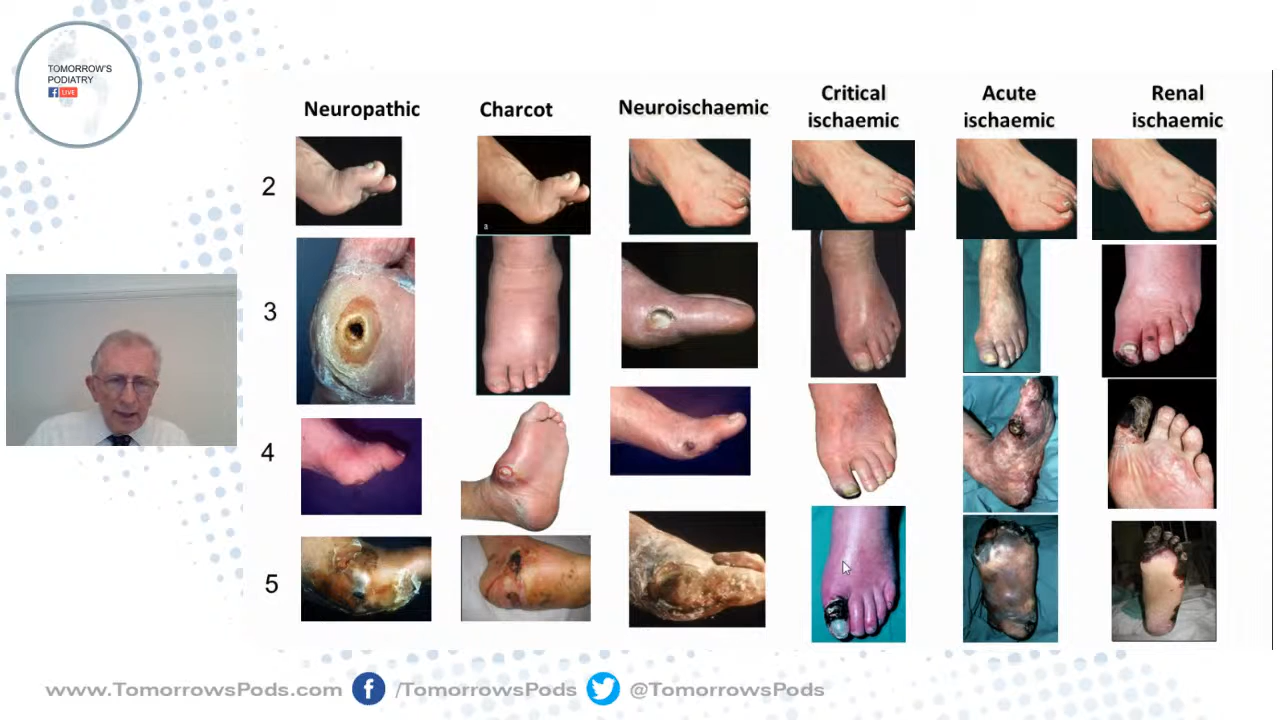 TOMORROW'S
PODIATRY
LIVE
Neuropathic
Charcot
Neuroischaemic
Critical
ischaemic
Acute
ischaemic
Renal
ischaemic
2
a
3
4
5
www.TomorrowsPods.com
/TomorrowsPods
@TomorrowsPods